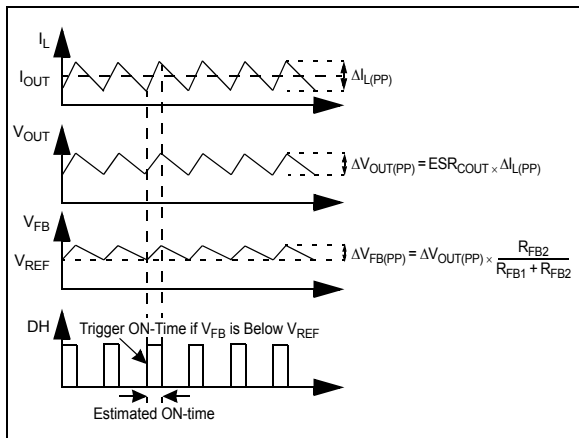 I_L
I_OUT
ΔI_L(PP)
V_OUT
ΔV_OUT(PP) = ESR_COUT × ΔI_L(PP)
V_FB
V_REF
ΔV_FB(PP) = ΔV_OUT(PP) × R_FB2 / (R_FB1 + R_FB2)
DH
Trigger ON-Time if V_FB is Below V_REF
Estimated ON-time